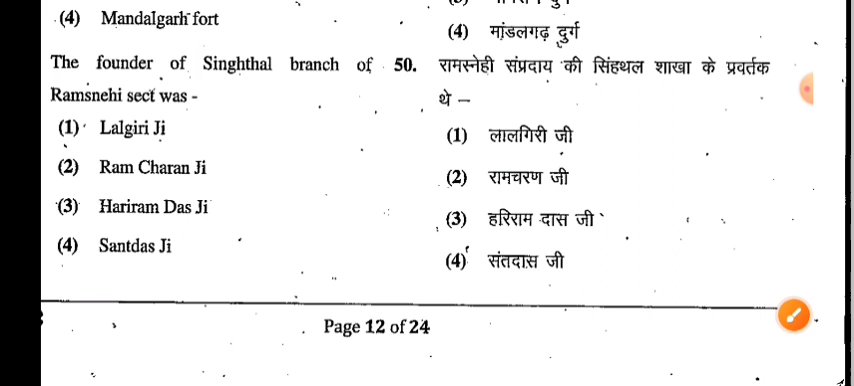 (4) Mandalgarh fort
(4) मांडलगढ़ दुर्ग
The founder of Singhthal branch of
Ramsnehi sect was -
(1) Lalgiri Ji
(2) Ram Charan Ji
(3) Hariram Das Ji
(4) Santdas Ji
50. रामस्नेही संप्रदाय की सिंहथल शाखा के प्रवर्तक
थे –
(1) लालगिरी जी
(2) रामचरण जी
(3) हरिराम दास जी
(4) संतदास जी
Page 12 of 24